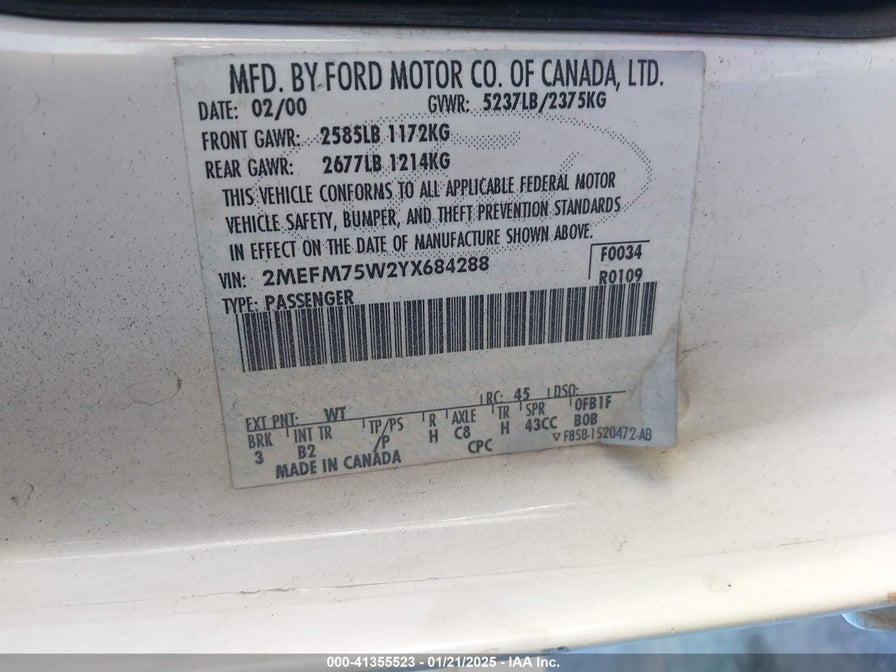 MFD. BY FORD MOTOR CO. OF CANADA, LTD.
DATE: 02/00 GVWR: 5237LB/2375KG
FRONT GAWR: 2585LB 1172KG
REAR GAWR: 2677LB 1214KG
THIS VEHICLE CONFORMS TO ALL APPLICABLE FEDERAL MOTOR
VEHICLE SAFETY, BUMPER, AND THEFT PREVENTION STANDARDS
IN EFFECT ON THE DATE OF MANUFACTURE SHOWN ABOVE.
VIN: 2MEFM75W2YX684288 F0034
TYPE: PASSENGER R0109
EXT PNT: WT RC: 45 DSO:
BRK INT TR TP/PS R AXLE TR SPR OFB1F
3 B2 /P H C8 H 43CC BOB
MADE IN CANADA CPC ▽F85B-1520472-AB
000-41355523 - 01/21/2025 - IAA Inc.